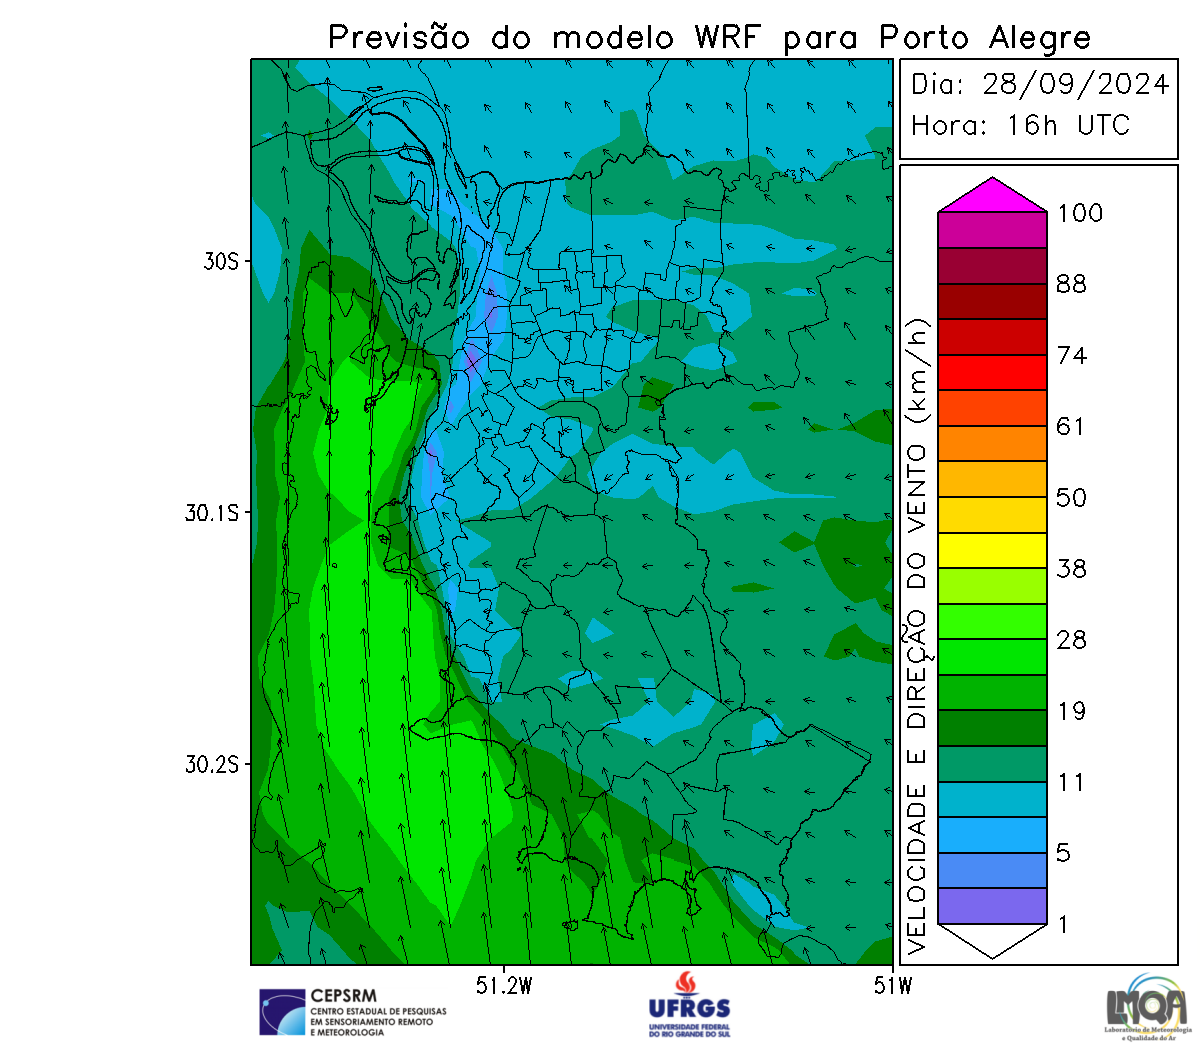 Previsão do modelo WRF para Porto Alegre
Dia: 28/09/2024
Hora: 16h UTC
VELOCIDADE E DIREÇÃO DO VENTO (km/h)
100
88
74
61
50
38
28
19
11
5
1
30S
30.1S
30.2S
51.2W
51W
CEPSRM
CENTRO ESTADUAL DE PESQUISAS
EM SENSORIAMENTO REMOTO
E METEOROLOGIA
UFRGS
UNIVERSIDADE FEDERAL
DO RIO GRANDE DO SUL
LMQA
Laboratório de Meteorologia
e Qualidade do Ar